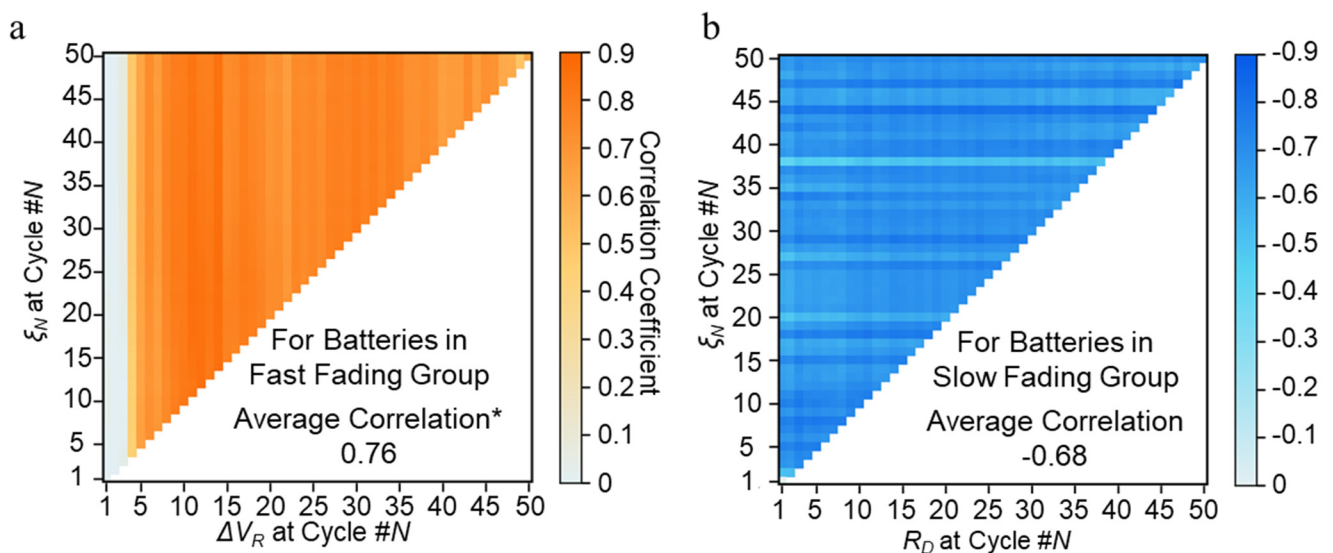 a
50
45
40
35
30
25
20
15
10
5
1
ξN at Cycle #N
1 5 10 15 20 25 30 35 40 45 50
ΔVR at Cycle #N
For Batteries in
Fast Fading Group
Average Correlation*
0.76
0.9
0.8
0.7
0.6
0.5
0.4
0.3
0.2
0.1
0
Correlation Coefficient
b
50
45
40
35
30
25
20
15
10
5
1
ξN at Cycle #N
1 5 10 15 20 25 30 35 40 45 50
RD at Cycle #N
For Batteries in
Slow Fading Group
Average Correlation
-0.68
-0.9
-0.8
-0.7
-0.6
-0.5
-0.4
-0.3
-0.2
-0.1
0